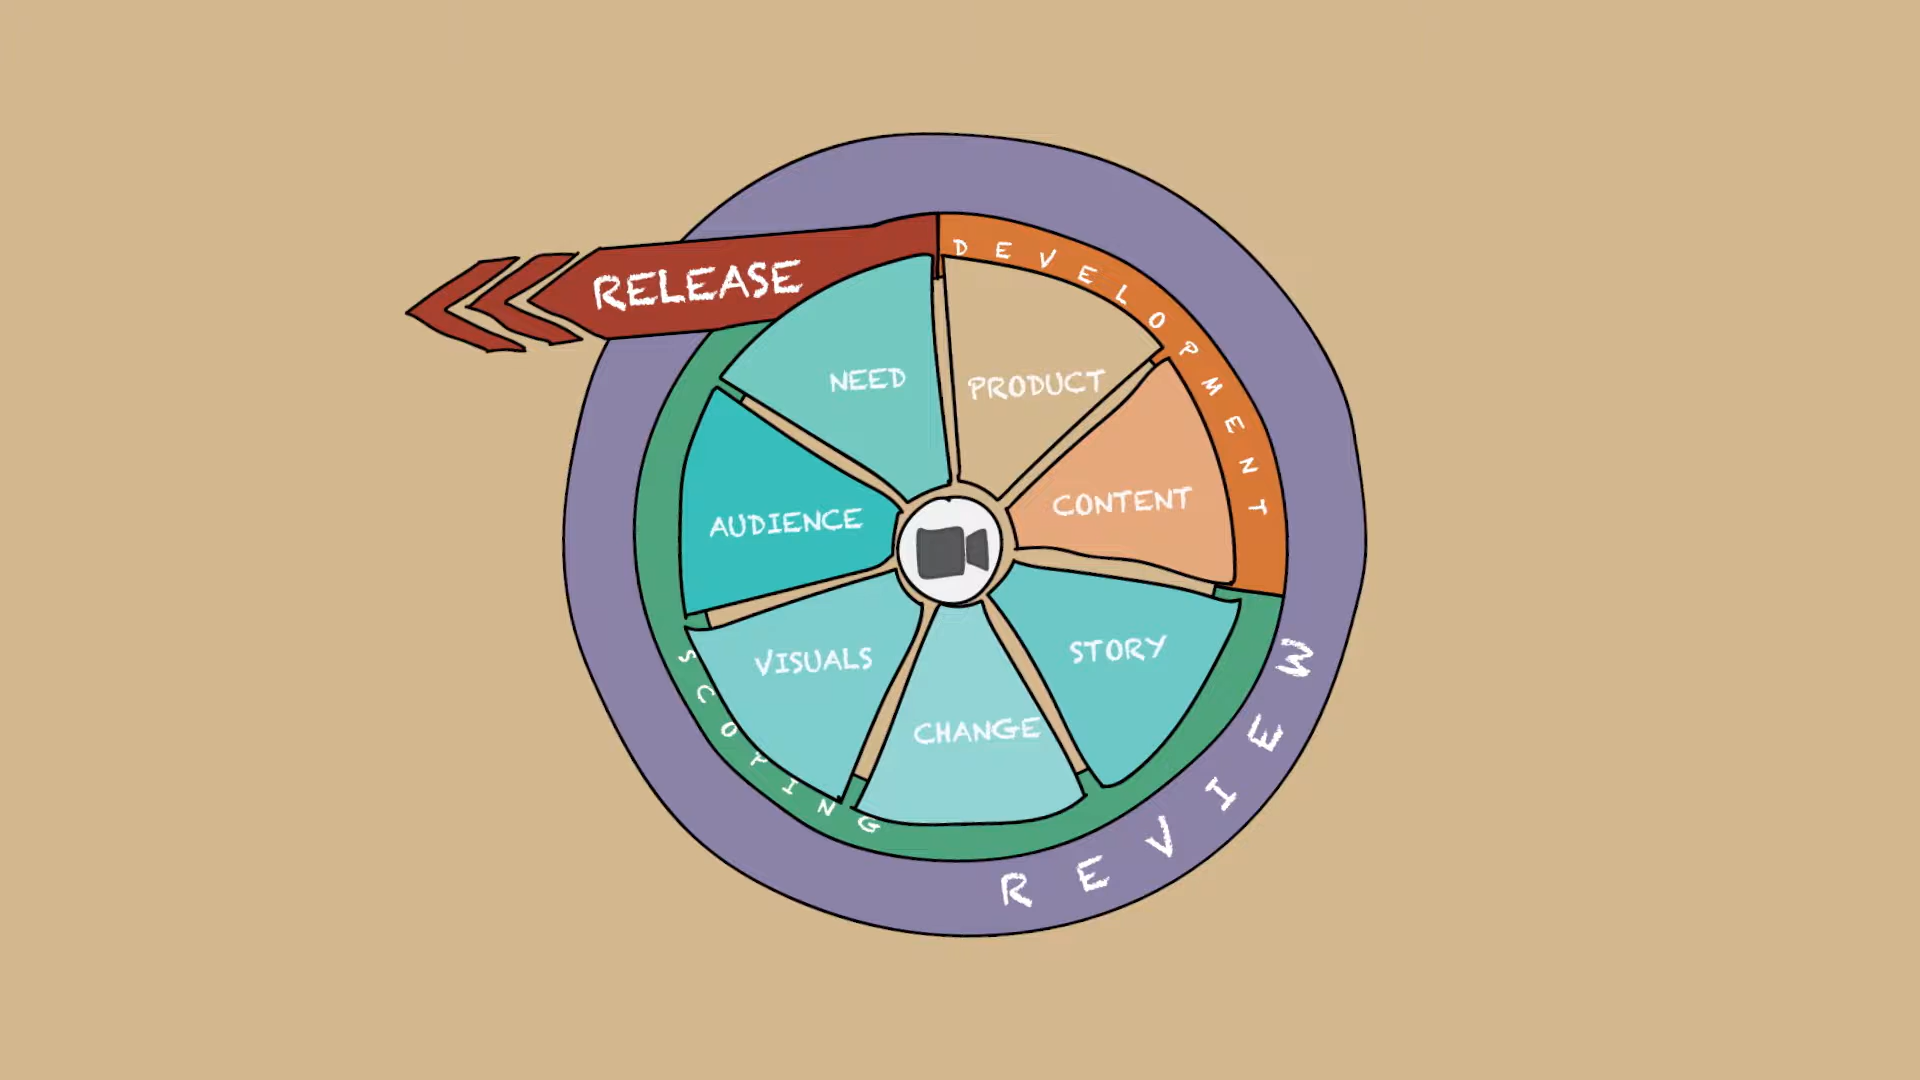 RELEASE
DEVELOPMENT
NEED
PRODUCT
AUDIENCE
CONTENT
VISUALS
STORY
CHANGE
SCOPING
REVIEW